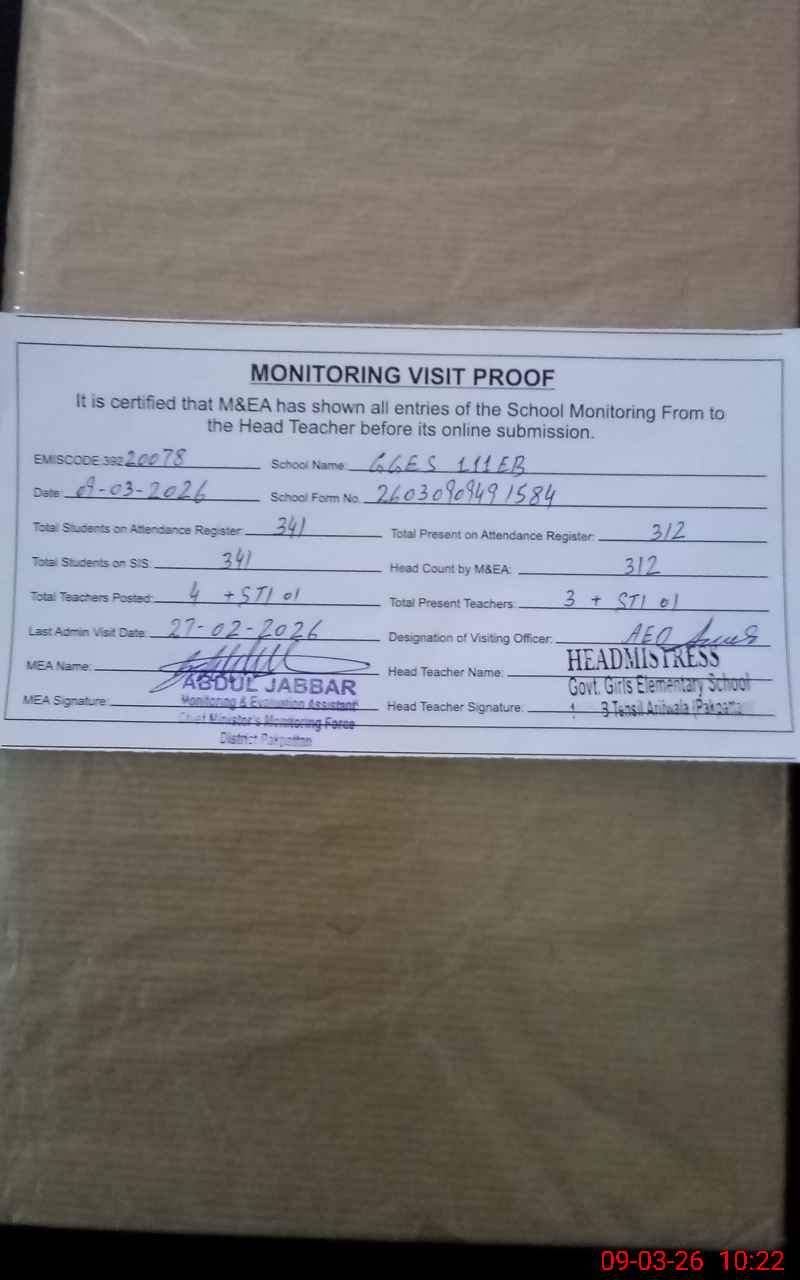 MONITORING VISIT PROOF
It is certified that M&EA has shown all entries of the School Monitoring From to
the Head Teacher before its online submission.
EMISCODE:392 20078 School Name: GGES 111EB
Date: 09-03-2026 School Form No. 2603090949 1584
Total Students on Attendance Register: 341 Total Present on Attendance Register: 312
Total Students on SIS: 341 Head Count by M&EA: 312
Total Teachers Posted: 4 + STI 01 Total Present Teachers: 3 + STI 01
Last Admin Visit Date: 27-02-2026 Designation of Visiting Officer: AEO
MEA Name: Head Teacher Name: HEADMISTRESS
ABDUL JABBAR Govt. Girls Elementary School
MEA Signature: Monitoring & Evaluation Assistant Head Teacher Signature:
Chief Minister's Monitoring Force
District Pakpattan
09-03-26 10:22